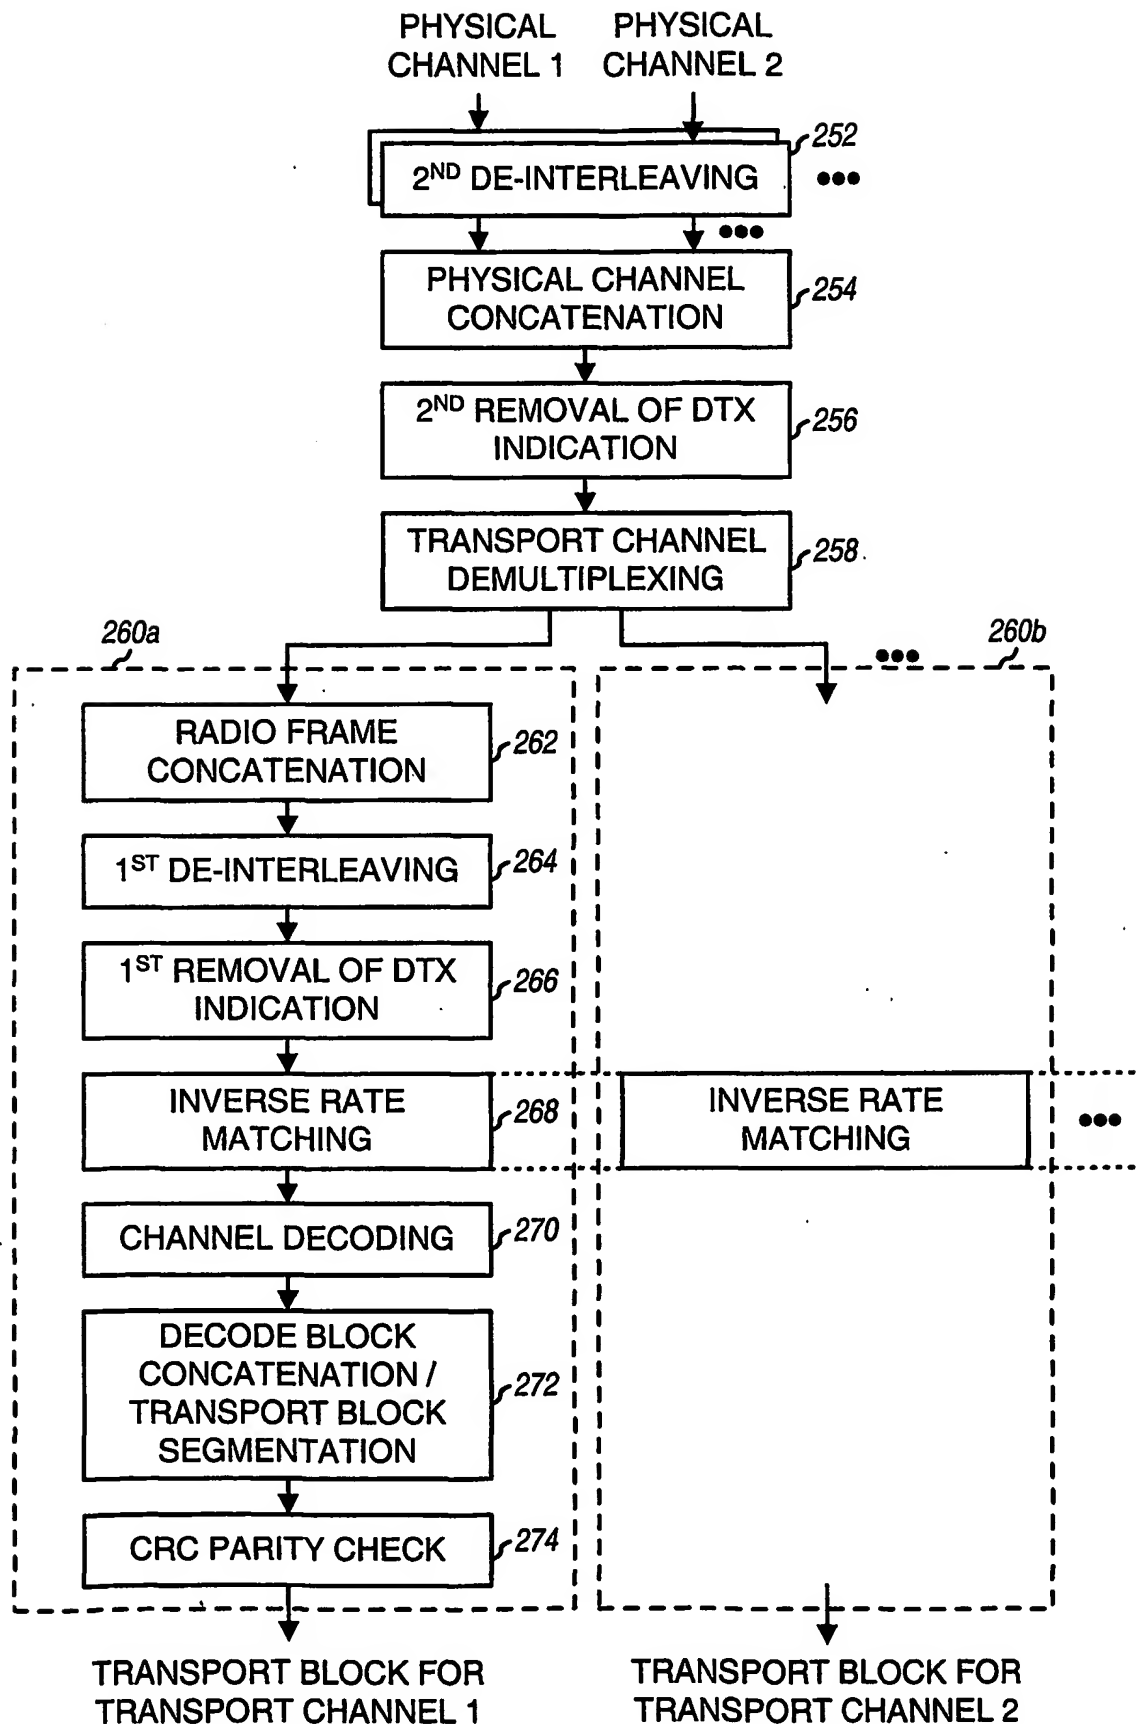 PHYSICAL
CHANNEL 1
PHYSICAL
CHANNEL 2
252
2ND DE-INTERLEAVING
PHYSICAL CHANNEL
CONCATENATION
254
2ND REMOVAL OF DTX
INDICATION
256
TRANSPORT CHANNEL
DEMULTIPLEXING
258
260a
260b
RADIO FRAME
CONCATENATION
262
1ST DE-INTERLEAVING
264
1ST REMOVAL OF DTX
INDICATION
266
INVERSE RATE
MATCHING
268
INVERSE RATE
MATCHING
CHANNEL DECODING
270
DECODE BLOCK
CONCATENATION /
TRANSPORT BLOCK
SEGMENTATION
272
CRC PARITY CHECK
274
TRANSPORT BLOCK FOR
TRANSPORT CHANNEL 1
TRANSPORT BLOCK FOR
TRANSPORT CHANNEL 2